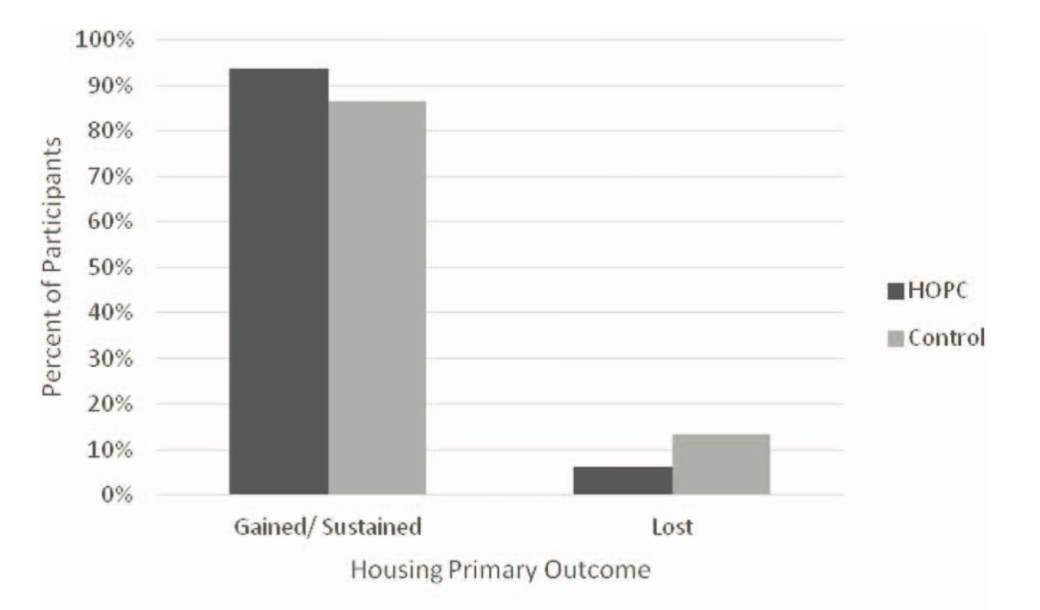 100%
90%
80%
70%
60%
50%
40%
30%
20%
10%
0%
Percent of Participants
Gained/ Sustained
Lost
Housing Primary Outcome
HOPC
Control